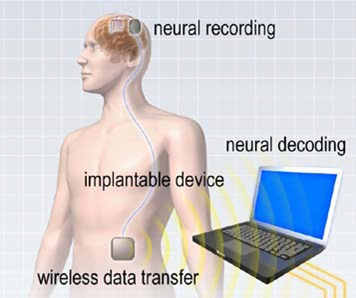 neural recording
neural decoding
implantable device
wireless data transfer